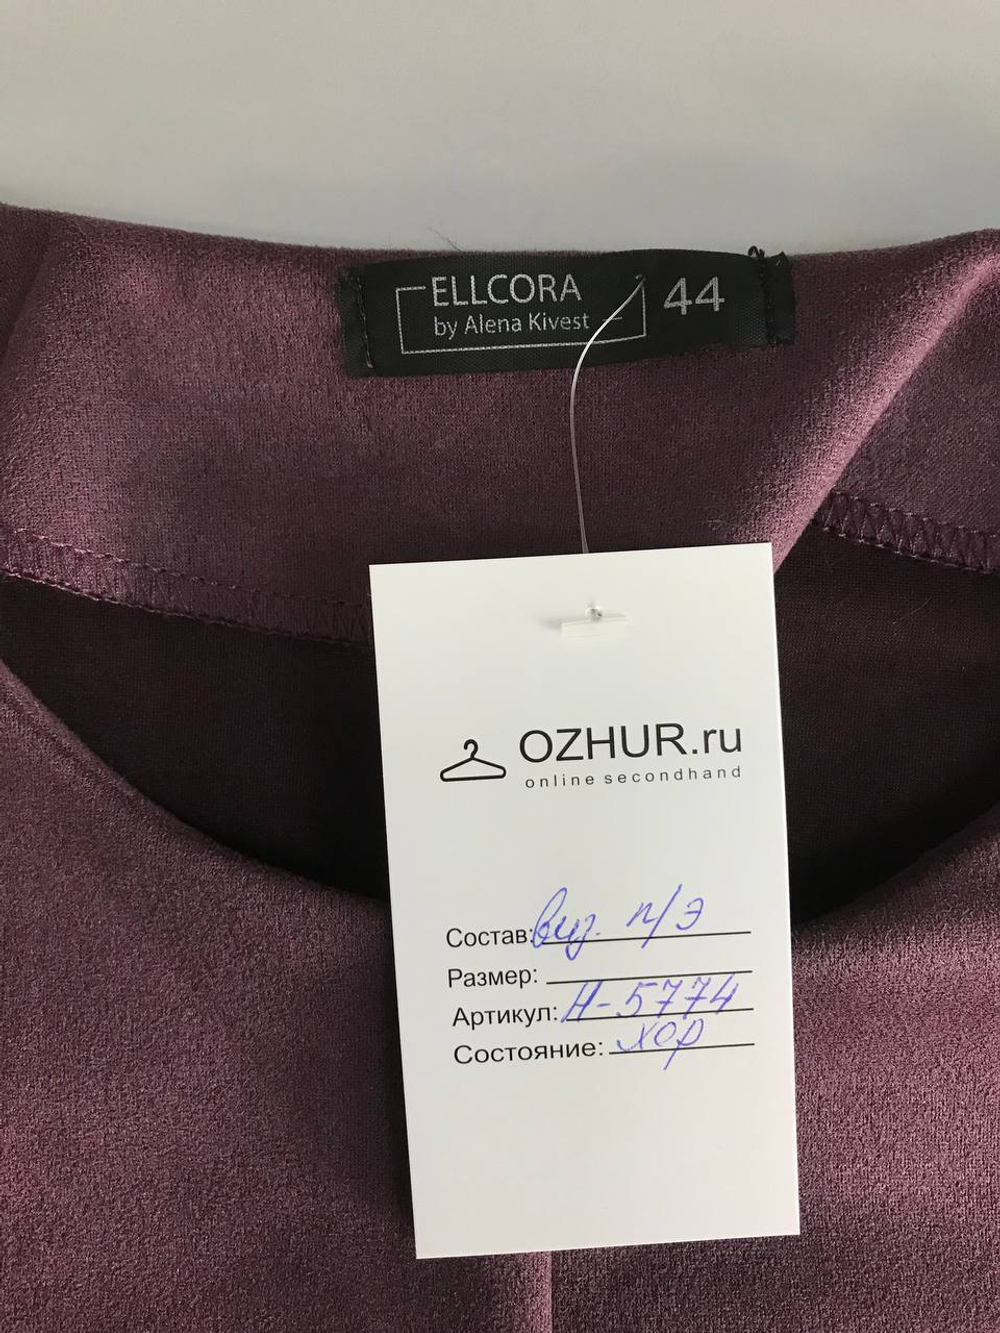 ELLCORA
by Alena Kivest
44
OZHUR.ru
online secondhand
Состав: виз. п/э
Размер:
Артикул: Н-5774
Состояние: хор